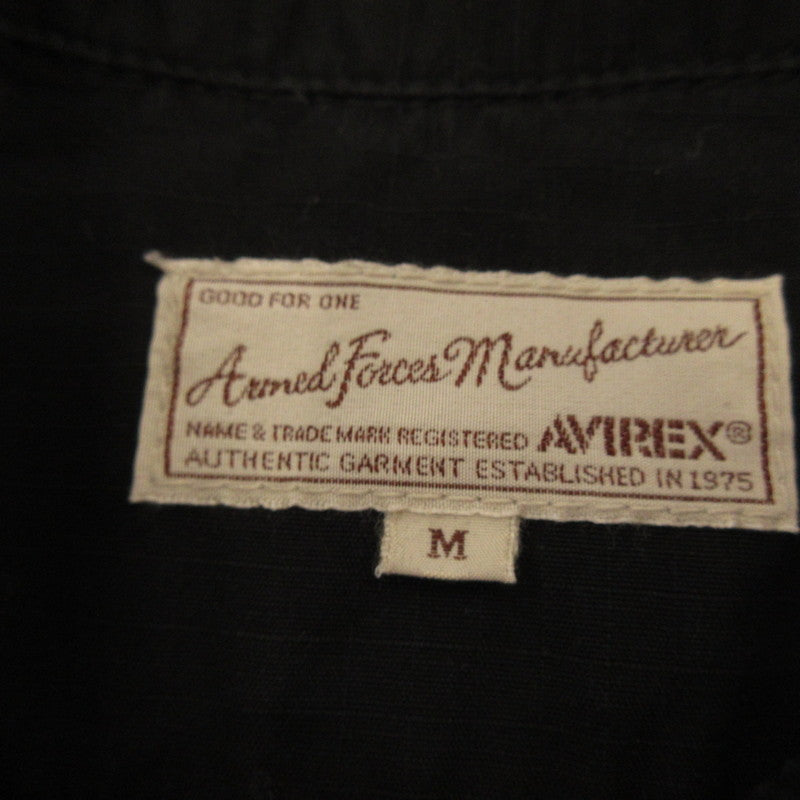 GOOD FOR ONE
Armed Forces Manufacturer
NAME & TRADE MARK REGISTERED AVIREX®
AUTHENTIC GARMENT ESTABLISHED IN 1975
M